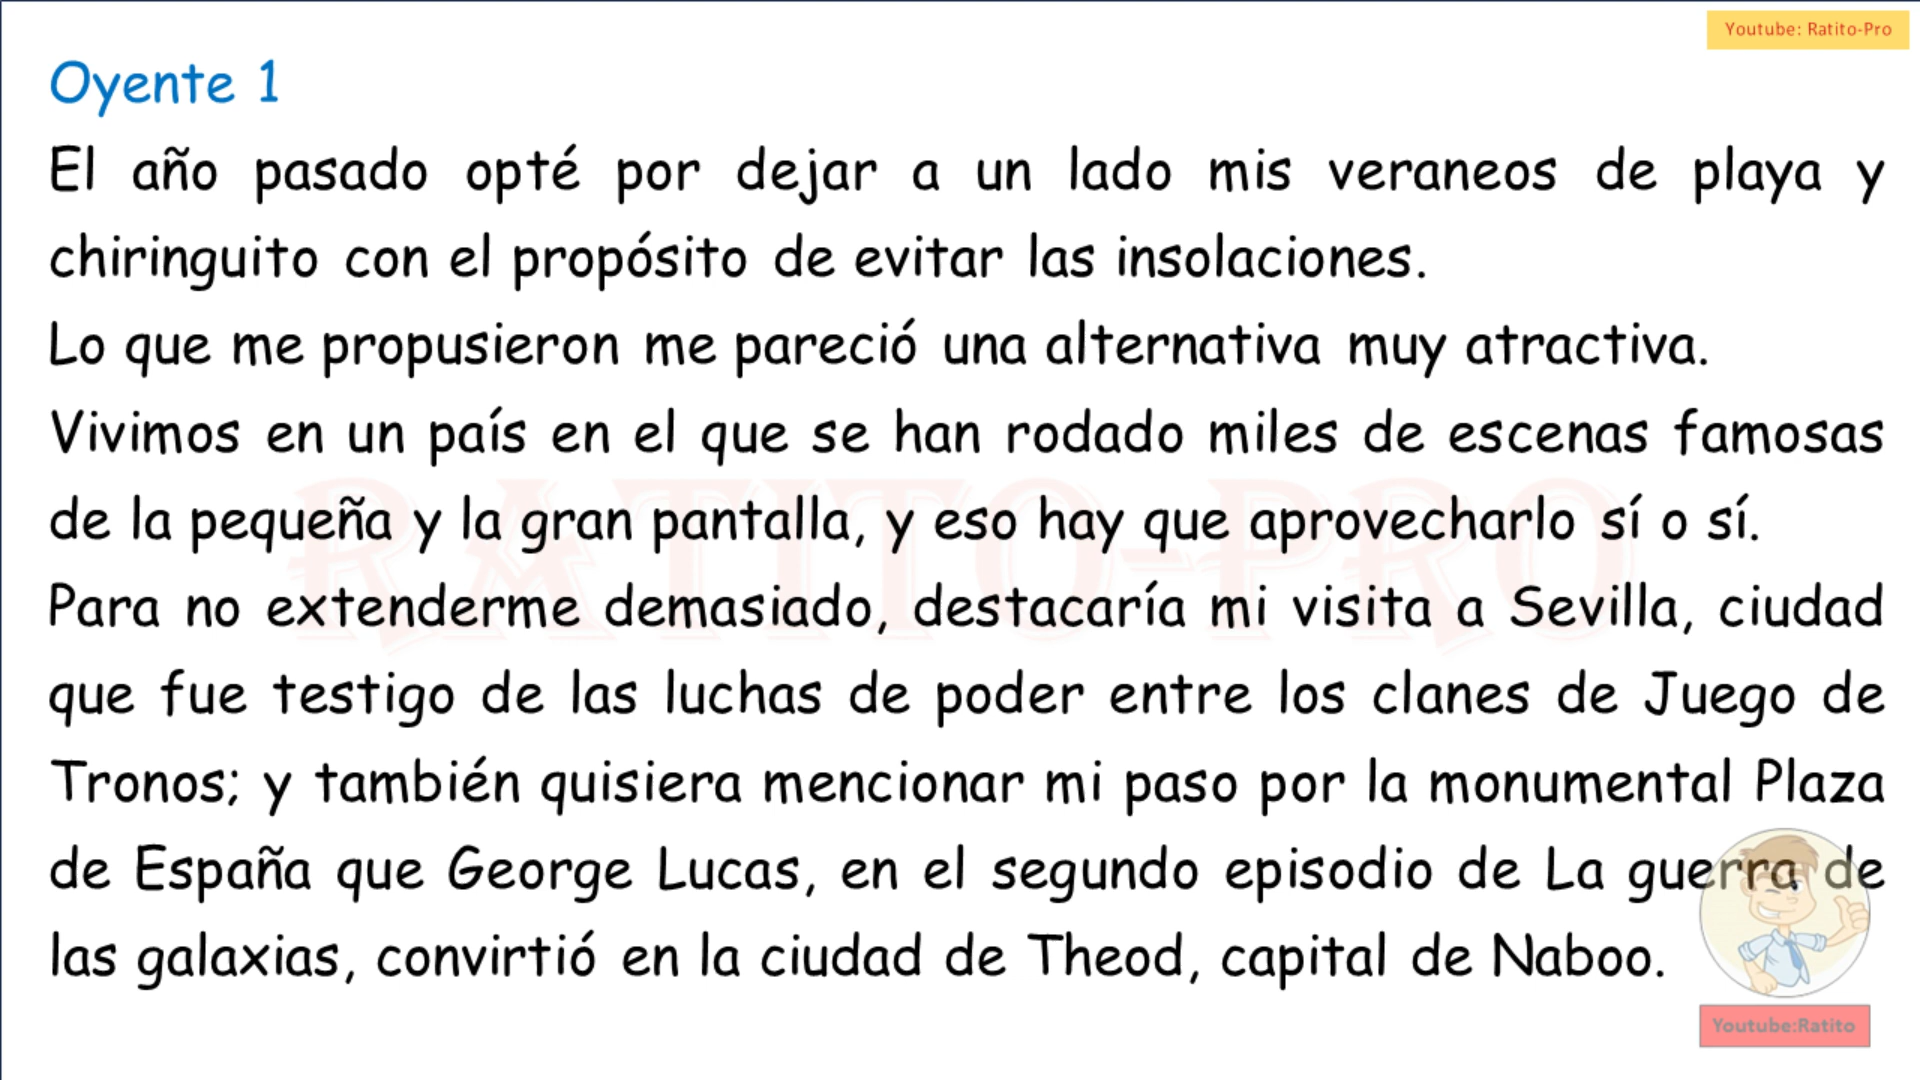 Youtube: Ratito-Pro
Oyente 1
El año pasado opté por dejar a un lado mis veraneos de playa y
chiringuito con el propósito de evitar las insolaciones.
Lo que me propusieron me pareció una alternativa muy atractiva.
Vivimos en un país en el que se han rodado miles de escenas famosas
de la pequeña y la gran pantalla, y eso hay que aprovecharlo sí o sí.
RATITO-PRO
Para no extenderme demasiado, destacaría mi visita a Sevilla, ciudad
que fue testigo de las luchas de poder entre los clanes de Juego de
Tronos; y también quisiera mencionar mi paso por la monumental Plaza
de España que George Lucas, en el segundo episodio de La guerra de
las galaxias, convirtió en la ciudad de Theod, capital de Naboo.
Youtube:Ratito